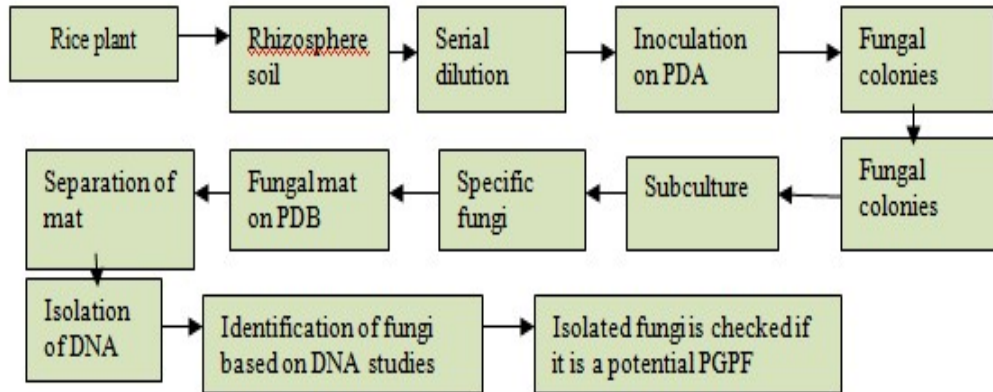 Rice plant
Rhizosphere
soil
Serial
dilution
Inoculation
on PDA
Fungal
colonies
Fungal
colonies
Subculture
Specific
fungi
Fungal mat
on PDB
Separation of
mat
Isolation
of DNA
Identification of fungi
based on DNA studies
Isolated fungi is checked if
it is a potential PGPF